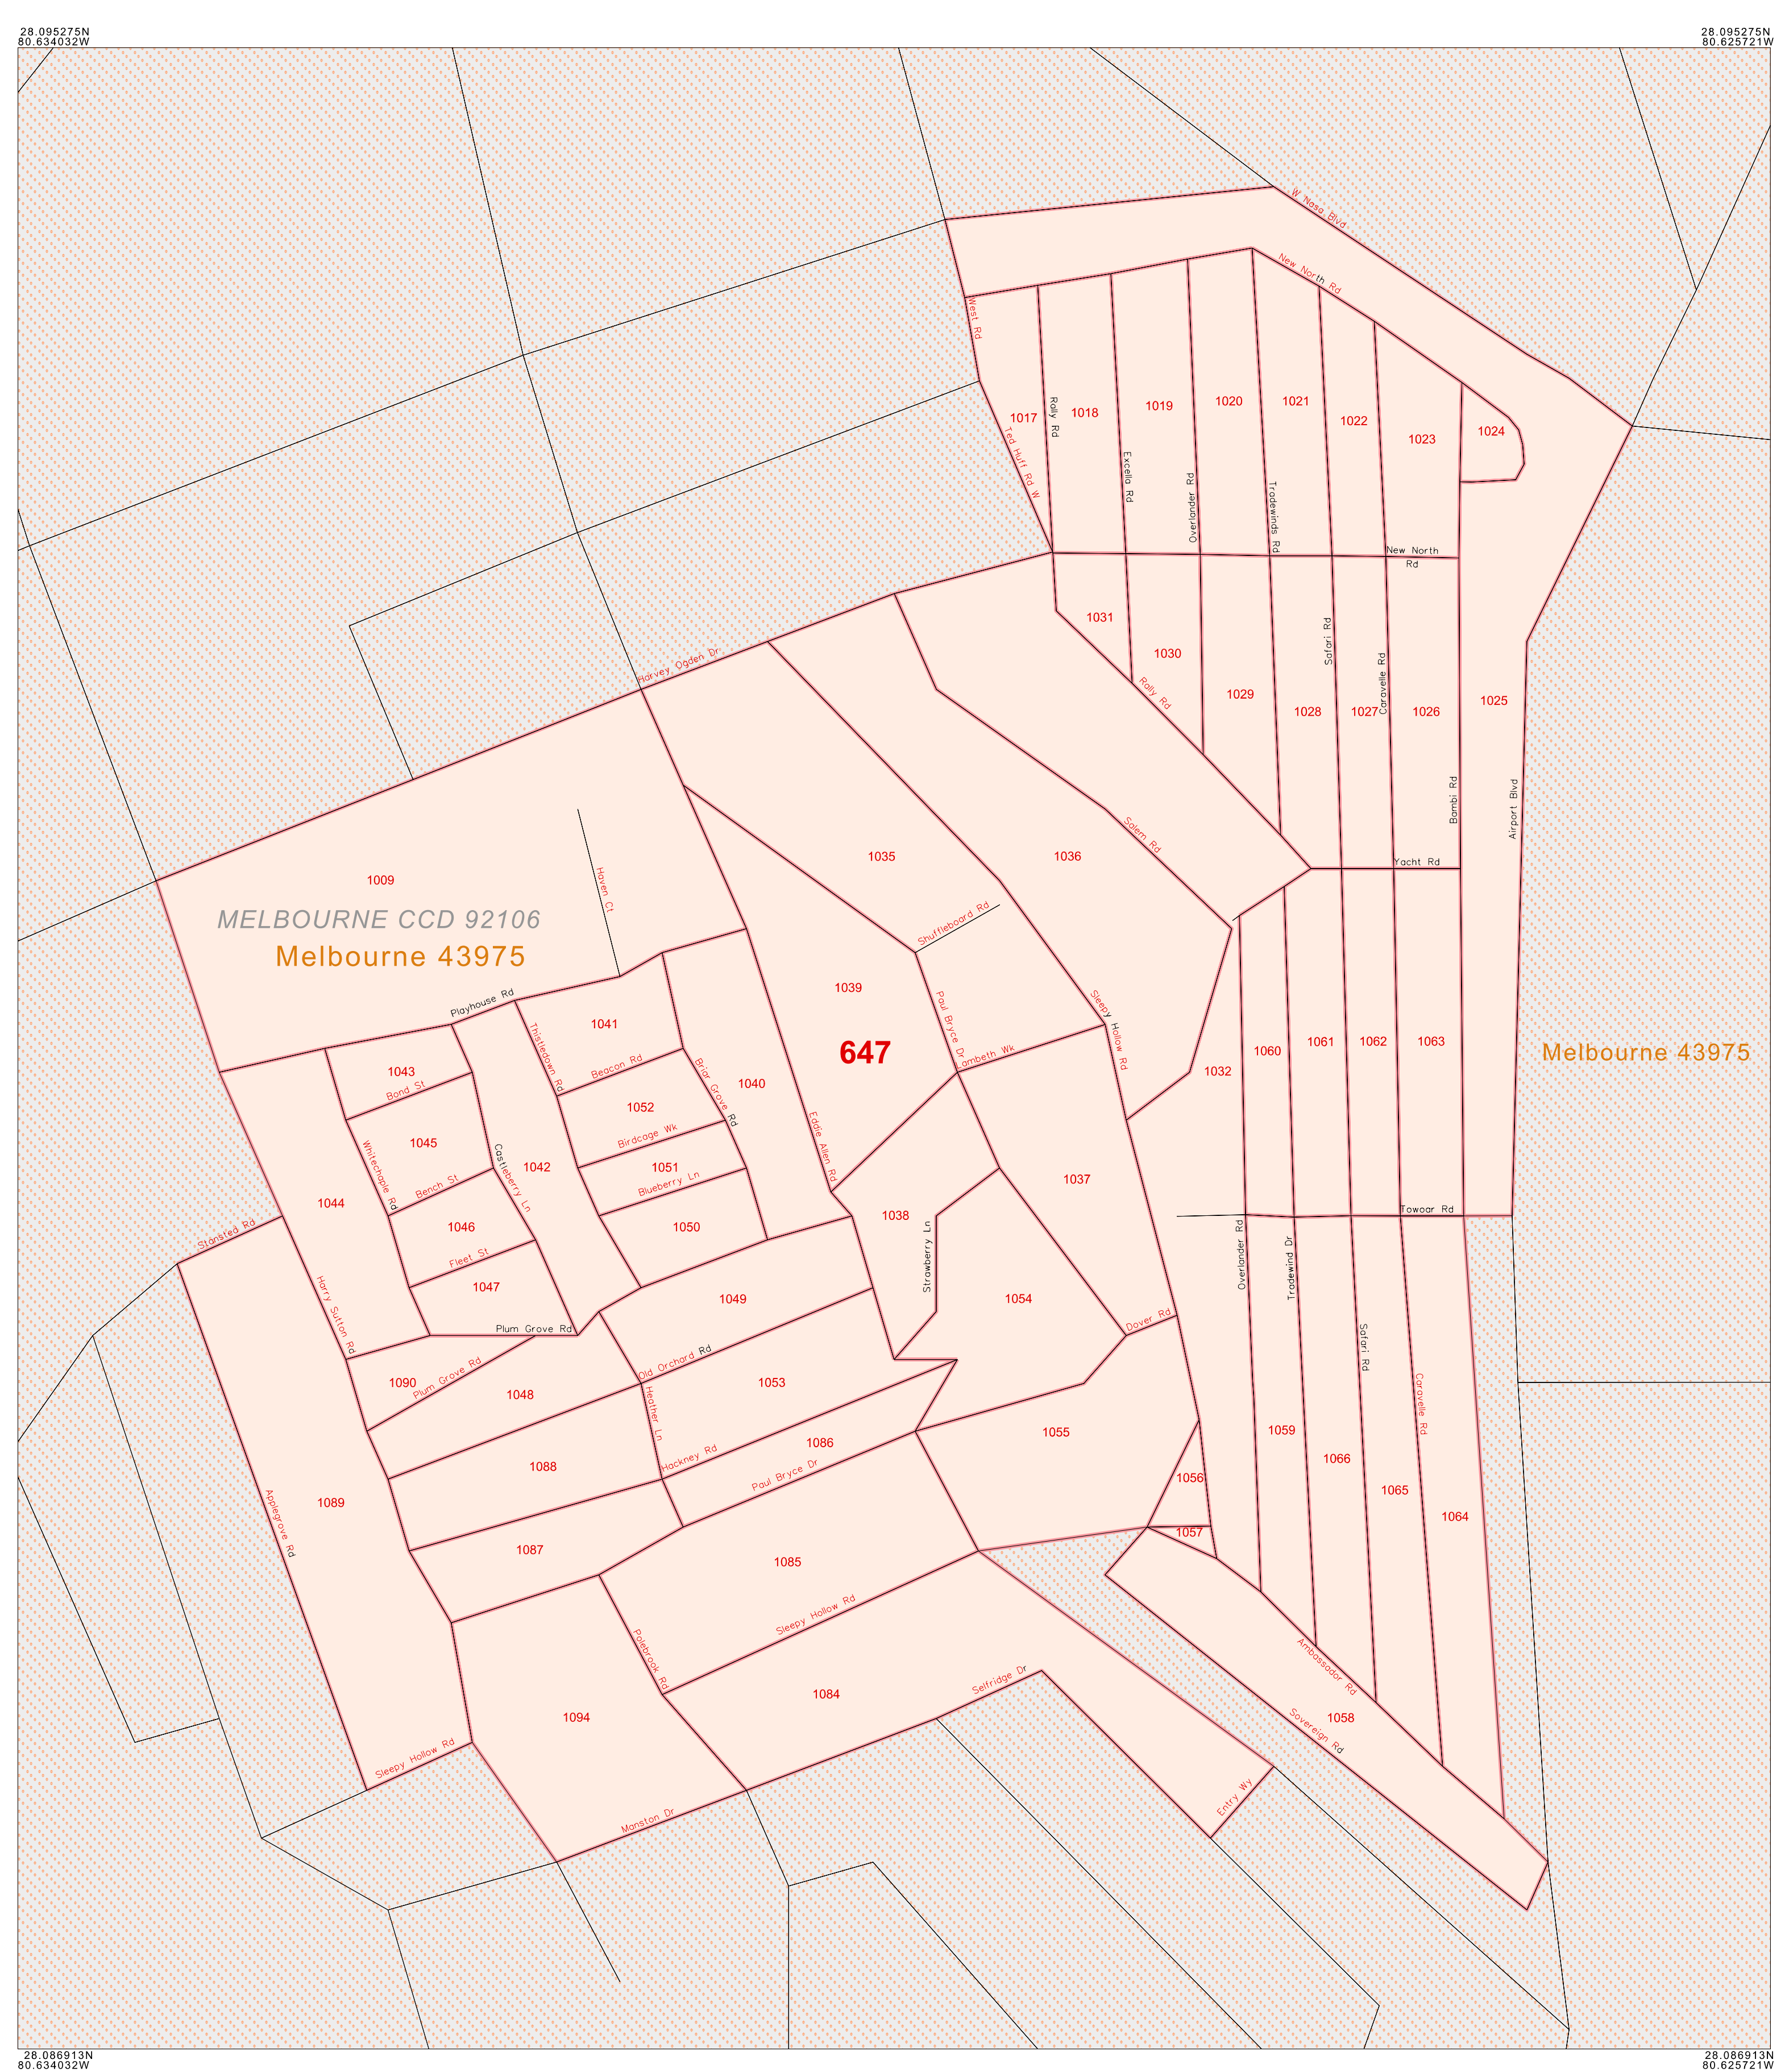 28.095275N
80.634032W
28.095275N
80.625721W
W Nasa Blvd
New North Rd
West Rd
1017
Rolly Rd
1018
1019
1020
1021
1022
1023
1024
Ted Huff Rd W
Excella Rd
Overlander Rd
Tradewinds Rd
New North
Rd
1031
1030
Rally Rd
1029
1028
Safari Rd
1027
Caravelle Rd
1026
1025
Bambi Rd
Airport Blvd
Harvey Ogden Dr
Yacht Rd
Salem Rd
1035
1036
1009
Haven Ct
MELBOURNE CCD 92106
Melbourne 43975
Shuffleboard Rd
1039
Playhouse Rd
Paul Bryce Dr
Sleepy Hollow Rd
1041
Thistledown Rd
647
Lambeth Wk
1060
1061
1062
1063
Melbourne 43975
1032
1043
Bond St
Beacon Rd
Briar Grove Rd
1040
1052
Eddie Allen Rd
1045
Whitechaple Rd
Castleberry Ln
Birdcage Wk
1042
1051
Bench St
Blueberry Ln
1037
1044
1038
Stansted Rd
1046
1050
Towoar Rd
Fleet St
Strawberry Ln
Overlander Rd
Tradewind Dr
1047
1049
1054
Harry Sutton Rd
Plum Grove Rd
Dover Rd
Safari Rd
1090
Plum Grove Rd
1048
Old Orchard Rd
1053
Heather Ln
Caravelle Rd
1055
1059
1086
Hackney Rd
1088
Paul Bryce Dr
1056
1066
1065
1089
Applegrove Rd
1064
1057
1087
1085
Sleepy Hollow Rd
Polebrook Rd
Ambassador Rd
Selfridge Dr
1084
1094
1058
Sovereign Rd
Sleepy Hollow Rd
Entry Wy
Manston Dr
28.086913N
80.634032W
28.086913N
80.625721W